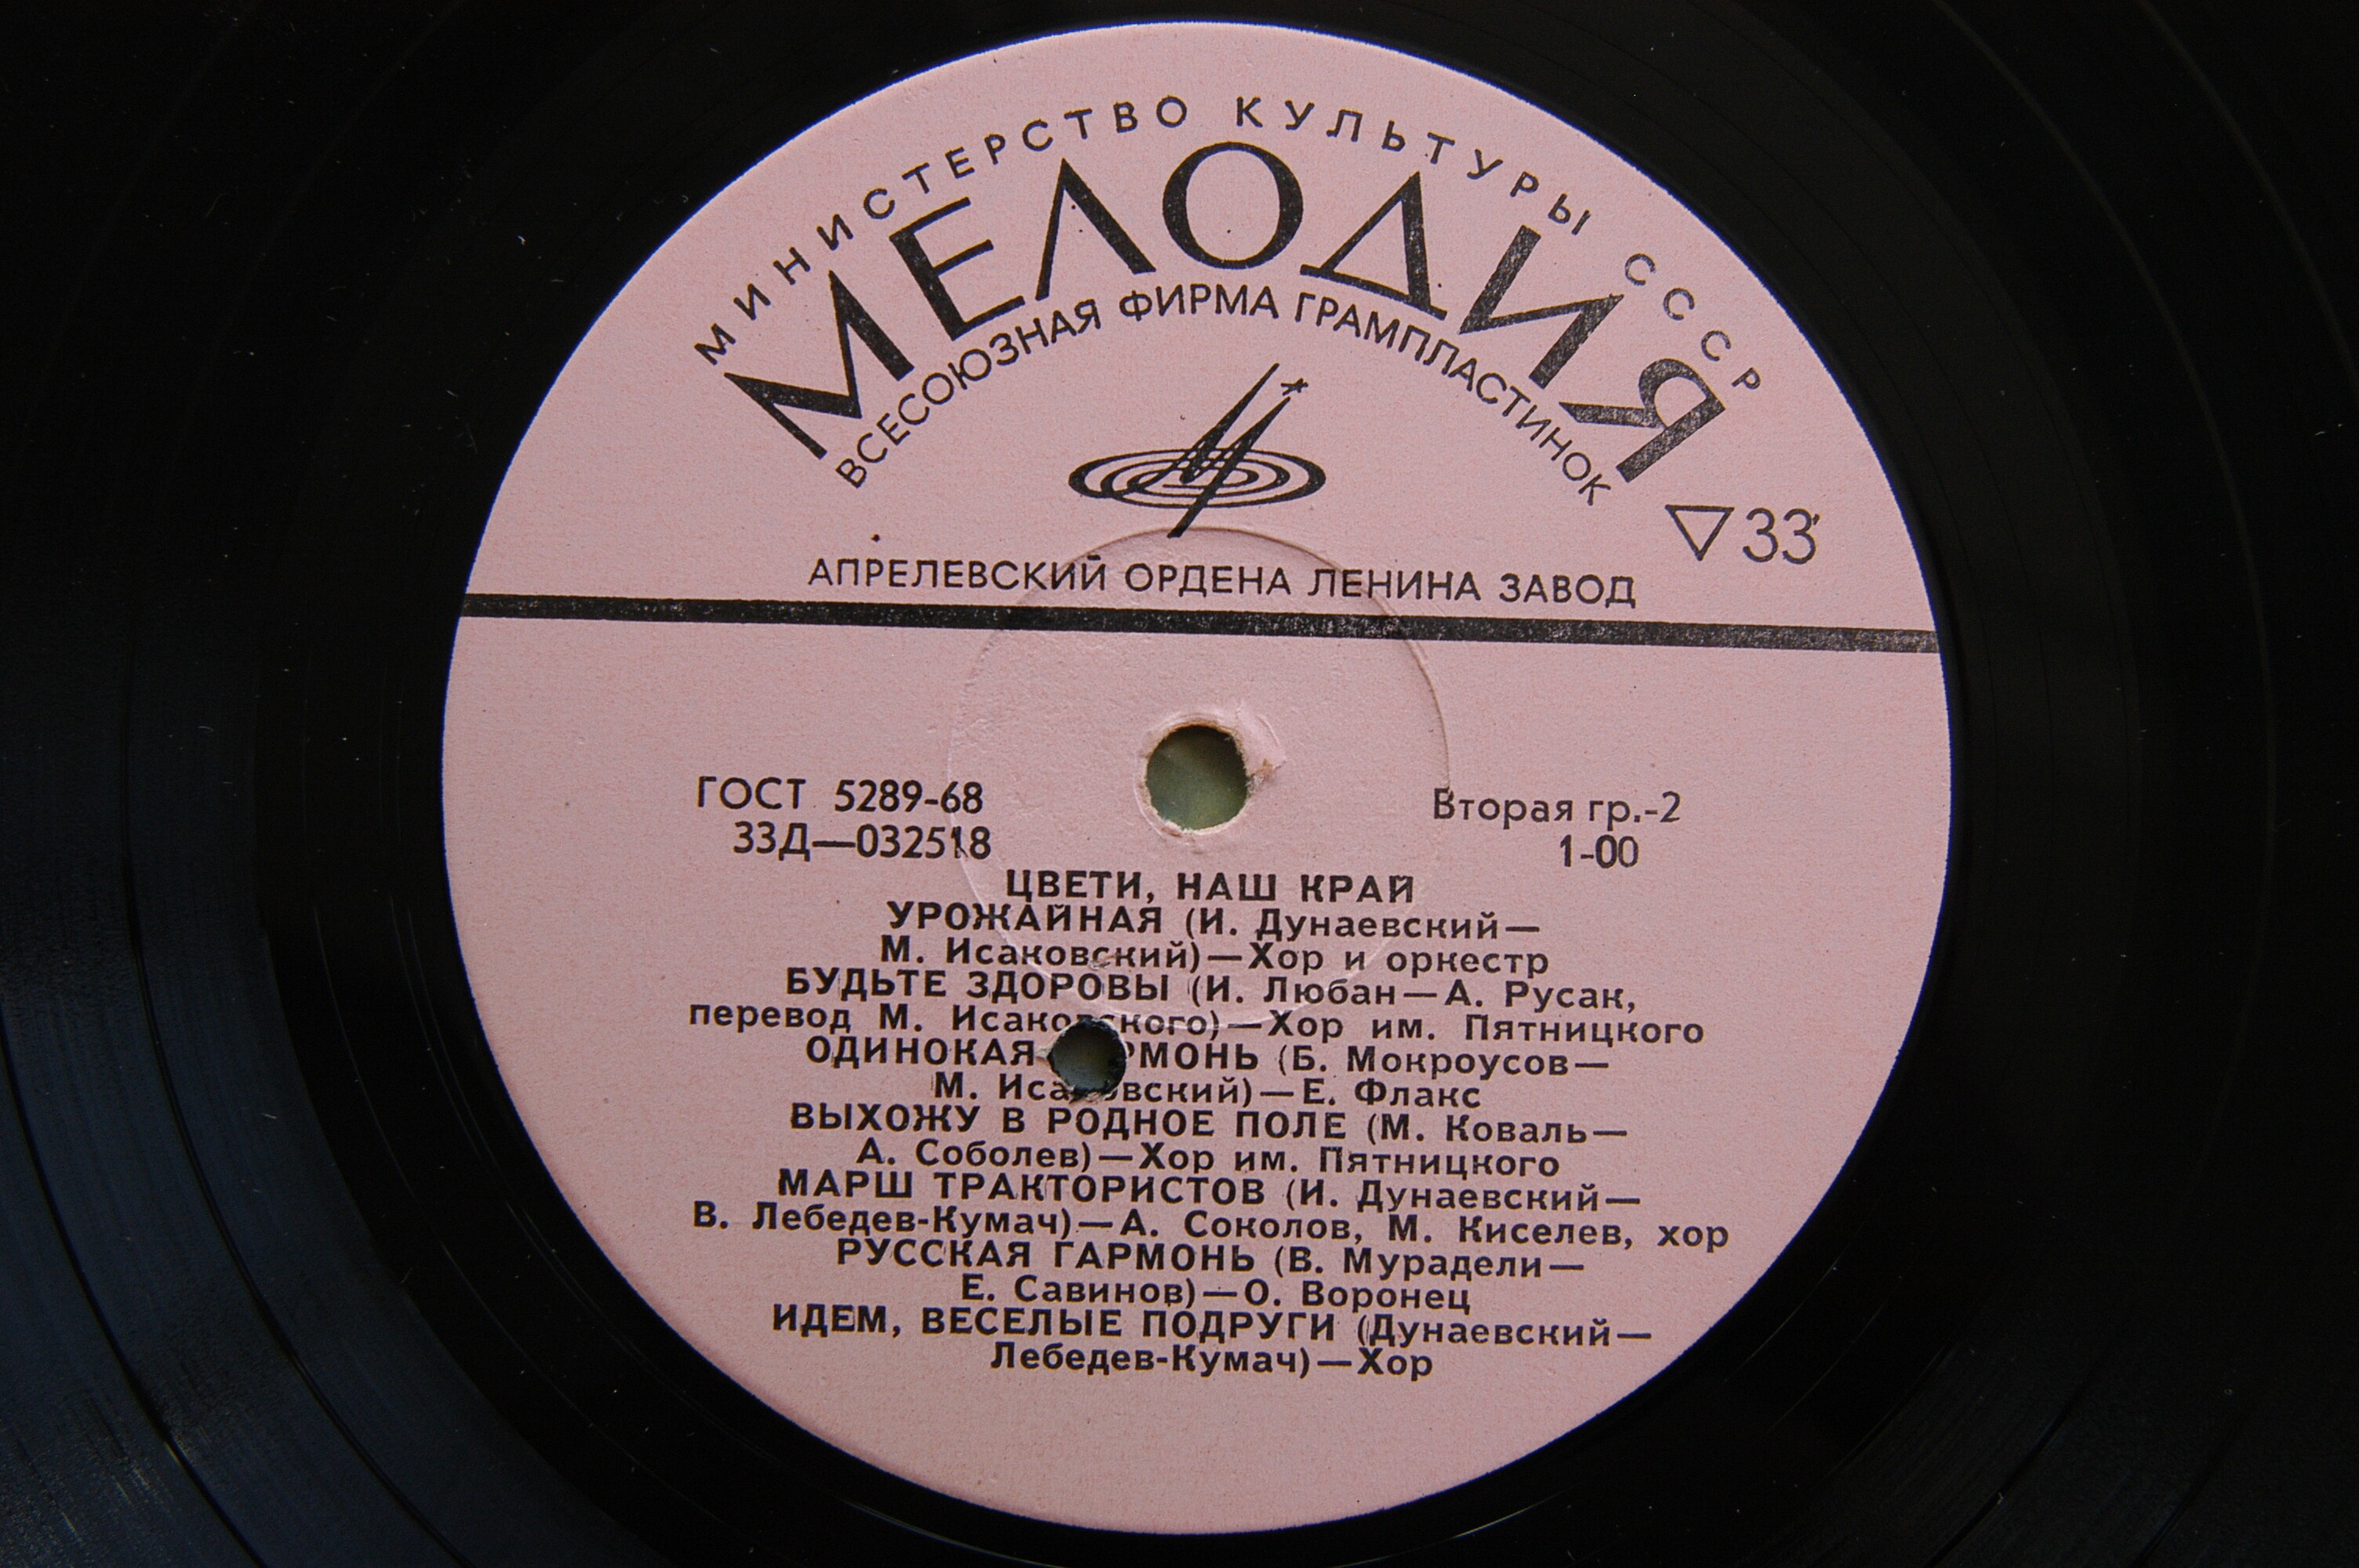 МИНИСТЕРСТВО КУЛЬТУРЫ СССР
МЕЛОДИЯ
ВСЕСОЮЗНАЯ ФИРМА ГРАМПЛАСТИНОК
▽33
АПРЕЛЕВСКИЙ ОРДЕНА ЛЕНИНА ЗАВОД
ГОСТ 5289-68
Вторая гр.-2
33Д—032518
1-00
ЦВЕТИ, НАШ КРАЙ
УРОЖАЙНАЯ (И. Дунаевский—
М. Исаковский)—Хор и оркестр
БУДЬТЕ ЗДОРОВЫ (И. Любан—А. Русак,
перевод М. Исаковского)—Хор им. Пятницкого
ОДИНОКАЯ (Б. Мокроусов—
М. —Е. Флакс
ВЫХОЖУ В РОДНОЕ ПОЛЕ (М. Коваль—
А. Соболев)—Хор им. Пятницкого
МАРШ ТРАКТОРИСТОВ (И. Дунаевский—
В. Лебедев-Кумач)—А. Соколов, М. Киселев, хор
РУССКАЯ ГАРМОНЬ (В. Мурадели—
Е. Савинов)—О. Воронец
ИДЕМ, ВЕСЕЛЫЕ ПОДРУГИ (Дунаевский—
Лебедев-Кумач)—Хор